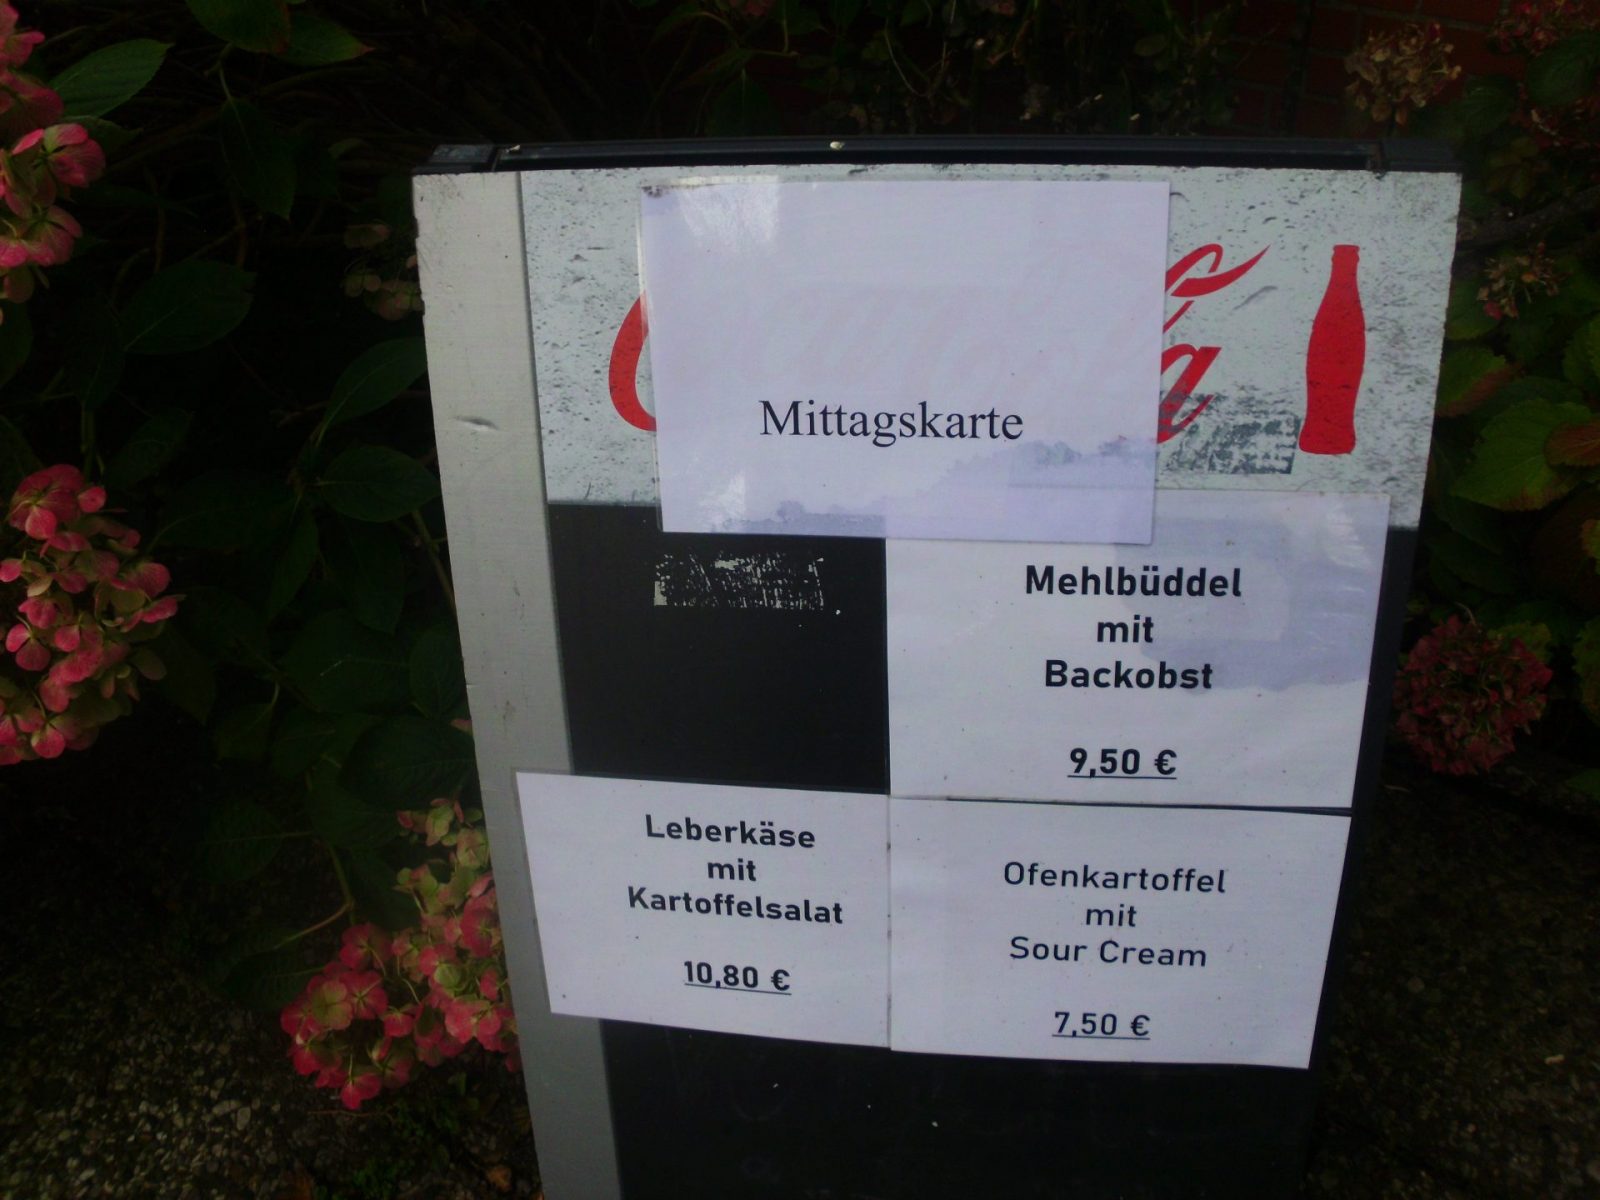 Mittagskarte
Mehlbüddel
mit
Backobst
9,50 €
Leberkäse
mit
Kartoffelsalat
10,80 €
Ofenkartoffel
mit
Sour Cream
7,50 €